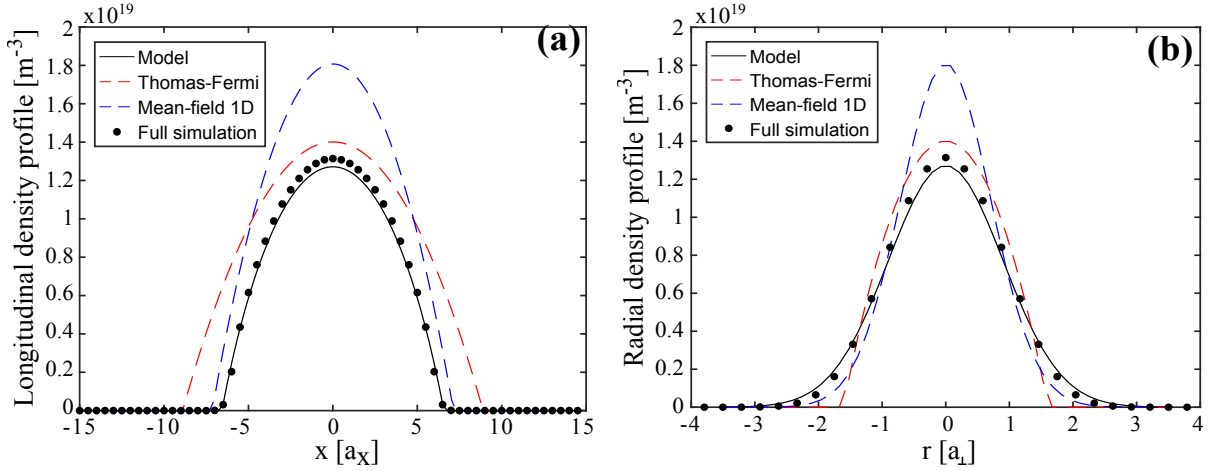 x10^19
(a)
Longitudinal density profile [m^-3]
Model
Thomas-Fermi
Mean-field 1D
Full simulation
2
1.8
1.6
1.4
1.2
1
0.8
0.6
0.4
0.2
0
-15
-10
-5
0
5
10
15
x [a_X]
x10^19
(b)
Radial density profile [m^-3]
Model
Thomas-Fermi
Mean-field 1D
Full simulation
2
1.8
1.6
1.4
1.2
1
0.8
0.6
0.4
0.2
0
-4
-3
-2
-1
0
1
2
3
4
r [a_⊥]